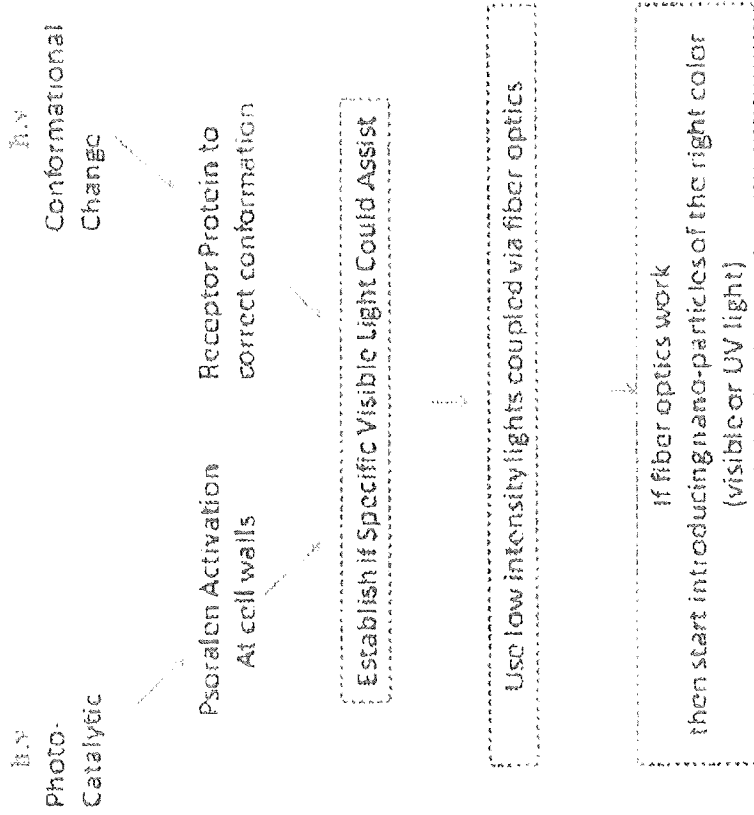 h.v
Photo-
Catalytic
h.v
Conformational
Change
Psoralen Activation
At cell walls
Receptor Protein to
correct conformation
Establish if Specific Visible Light Could Assist
Use low intensity lights coupled via fiber optics
If fiber optics work
then start introducing nano-particles of the right color
(visible or UV light)